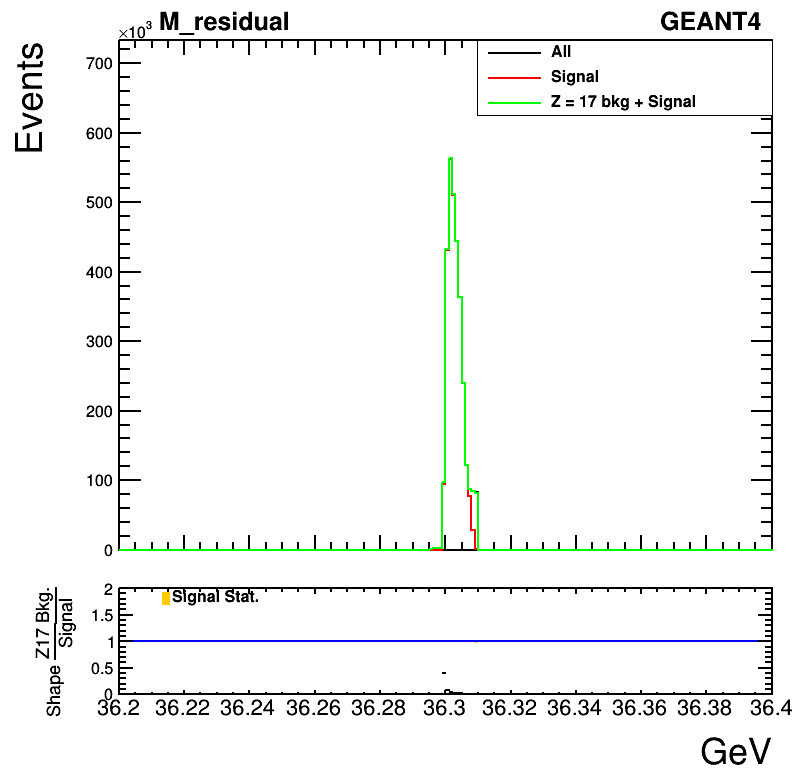 ×10³ M_residual GEANT4
Events
All
Signal
Z = 17 bkg + Signal
700
600
500
400
300
200
100
0
Shape Z17 Bkg.
Signal
Signal Stat.
2
1.5
1
0.5
0
36.2 36.22 36.24 36.26 36.28 36.3 36.32 36.34 36.36 36.38 36.4
GeV